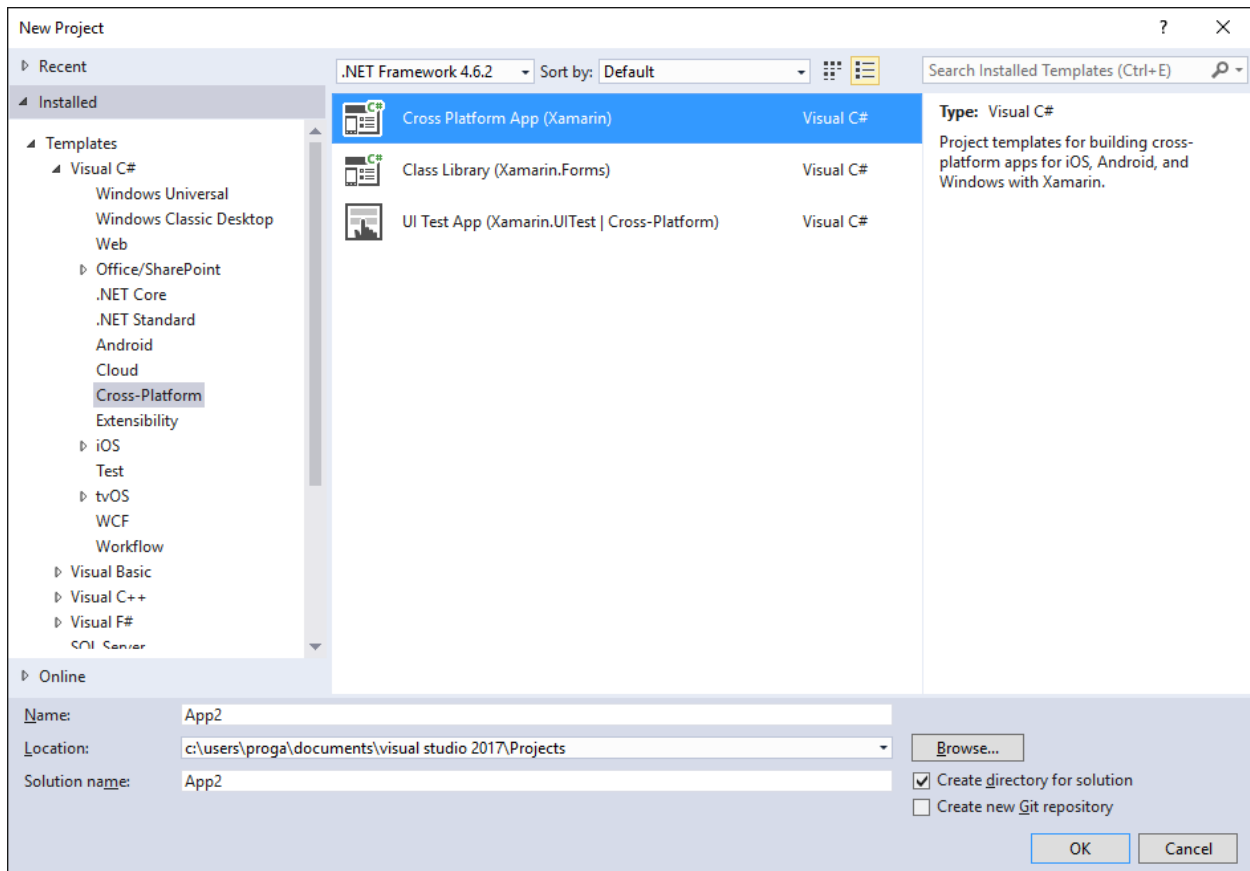 New Project
?
Recent
Installed
Templates
Visual C#
Windows Universal
Windows Classic Desktop
Web
Office/SharePoint
.NET Core
.NET Standard
Android
Cloud
Cross-Platform
Extensibility
iOS
Test
tvOS
WCF
Workflow
Visual Basic
Visual C++
Visual F#
SQL Server
Online
.NET Framework 4.6.2 Sort by: Default
C# Cross Platform App (Xamarin) Visual C#
C# Class Library (Xamarin.Forms) Visual C#
UI Test App (Xamarin.UITest | Cross-Platform) Visual C#
Search Installed Templates (Ctrl+E)
Type: Visual C#
Project templates for building cross-
platform apps for iOS, Android, and
Windows with Xamarin.
Name: App2
Location: c:\users\proga\documents\visual studio 2017\Projects Browse...
Solution name: App2
Create directory for solution
Create new Git repository
OK Cancel